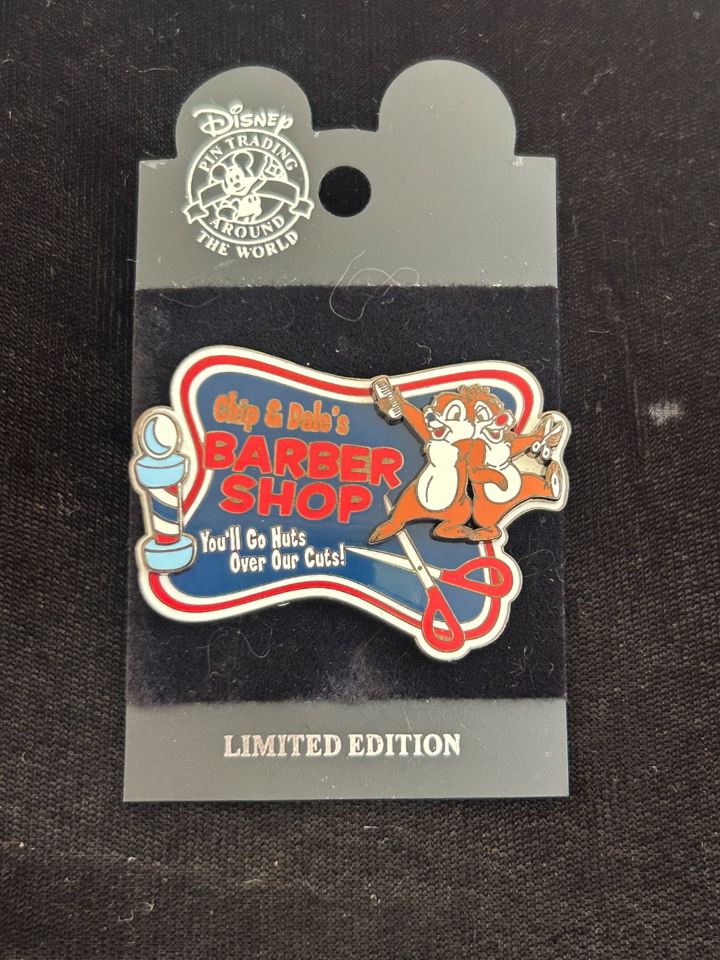 Disney
PIN TRADING
AROUND
THE WORLD
Chip & Dale's
BARBER
SHOP
You'll Go Nuts
Over Our Cuts!
LIMITED EDITION